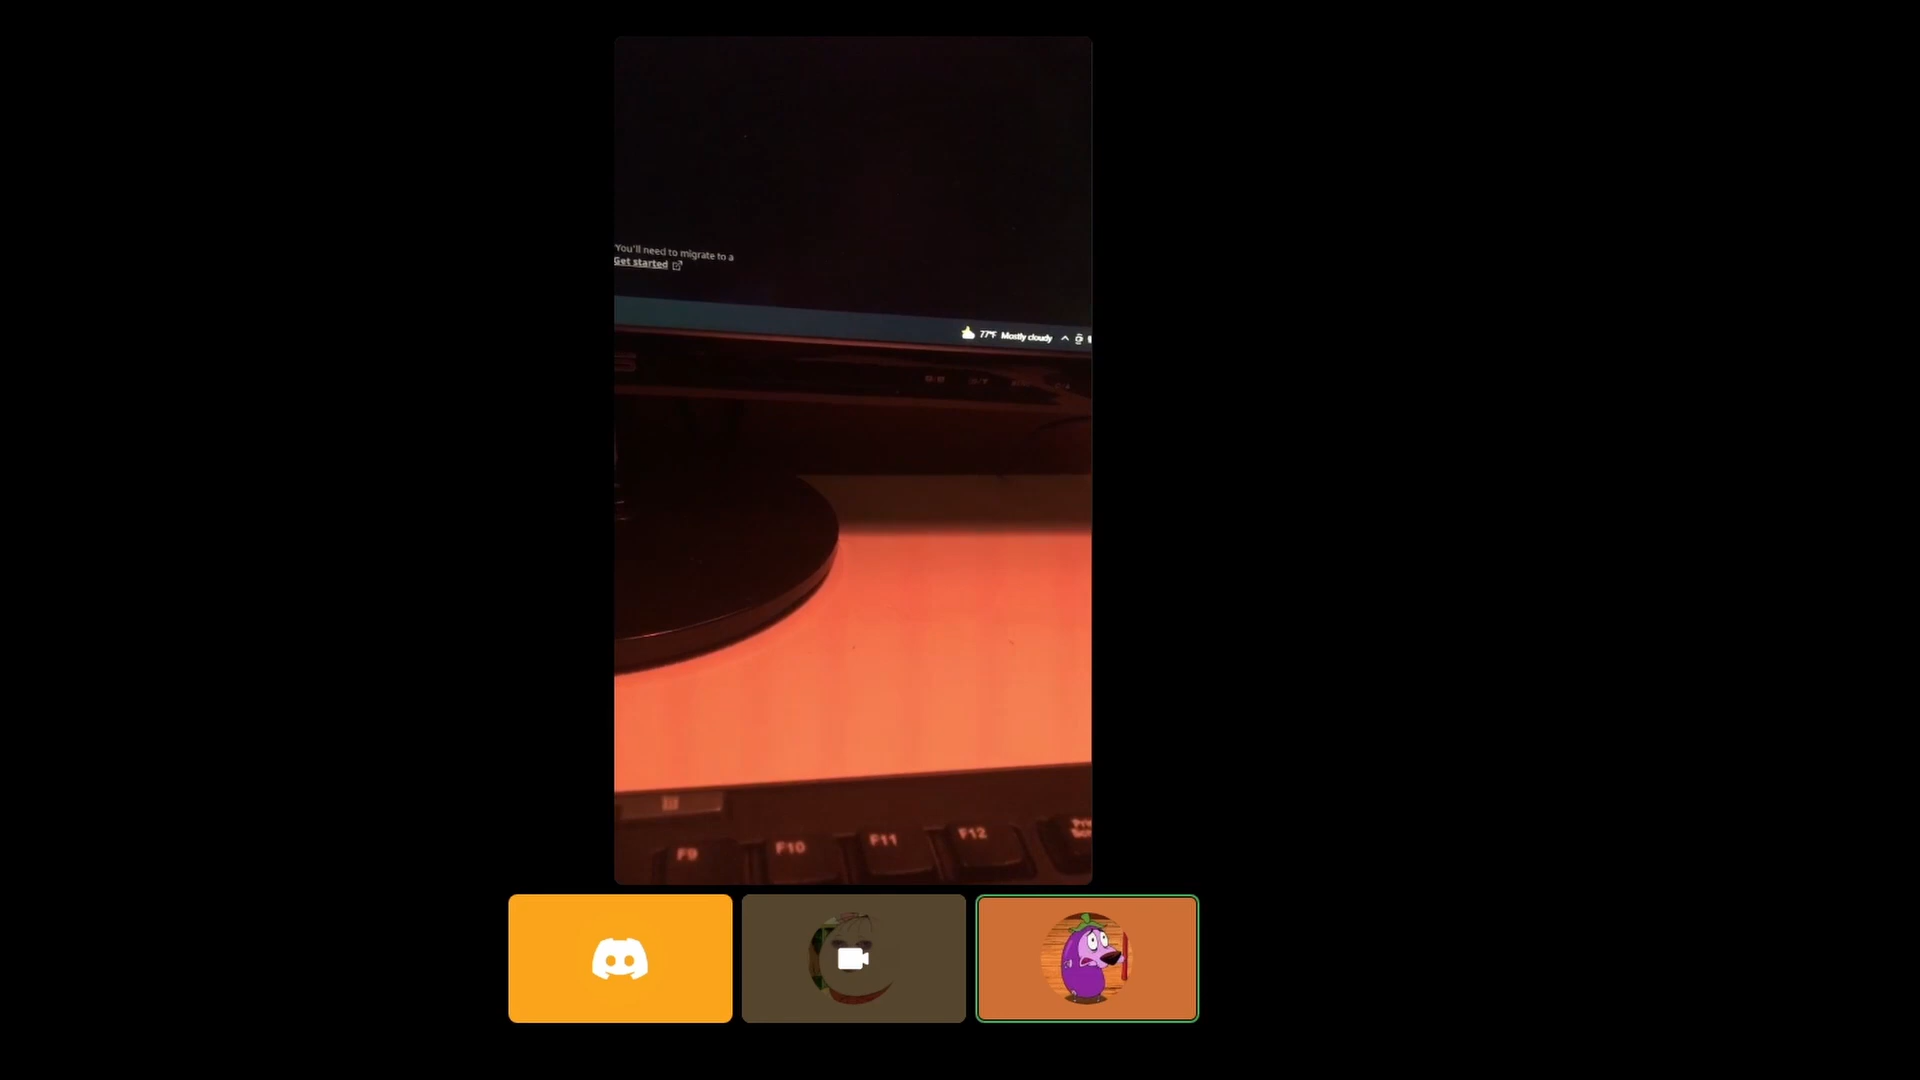 You'll need to migrate to a
Get started
77°F Mostly cloudy
F9
F10
F11
F12